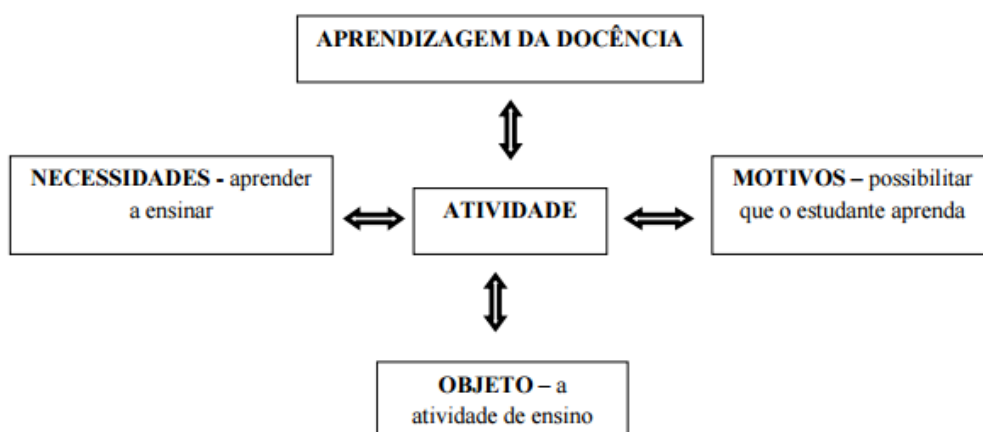 APRENDIZAGEM DA DOCÊNCIA
NECESSIDADES - aprender
a ensinar
ATIVIDADE
MOTIVOS – possibilitar
que o estudante aprenda
OBJETO – a
atividade de ensino